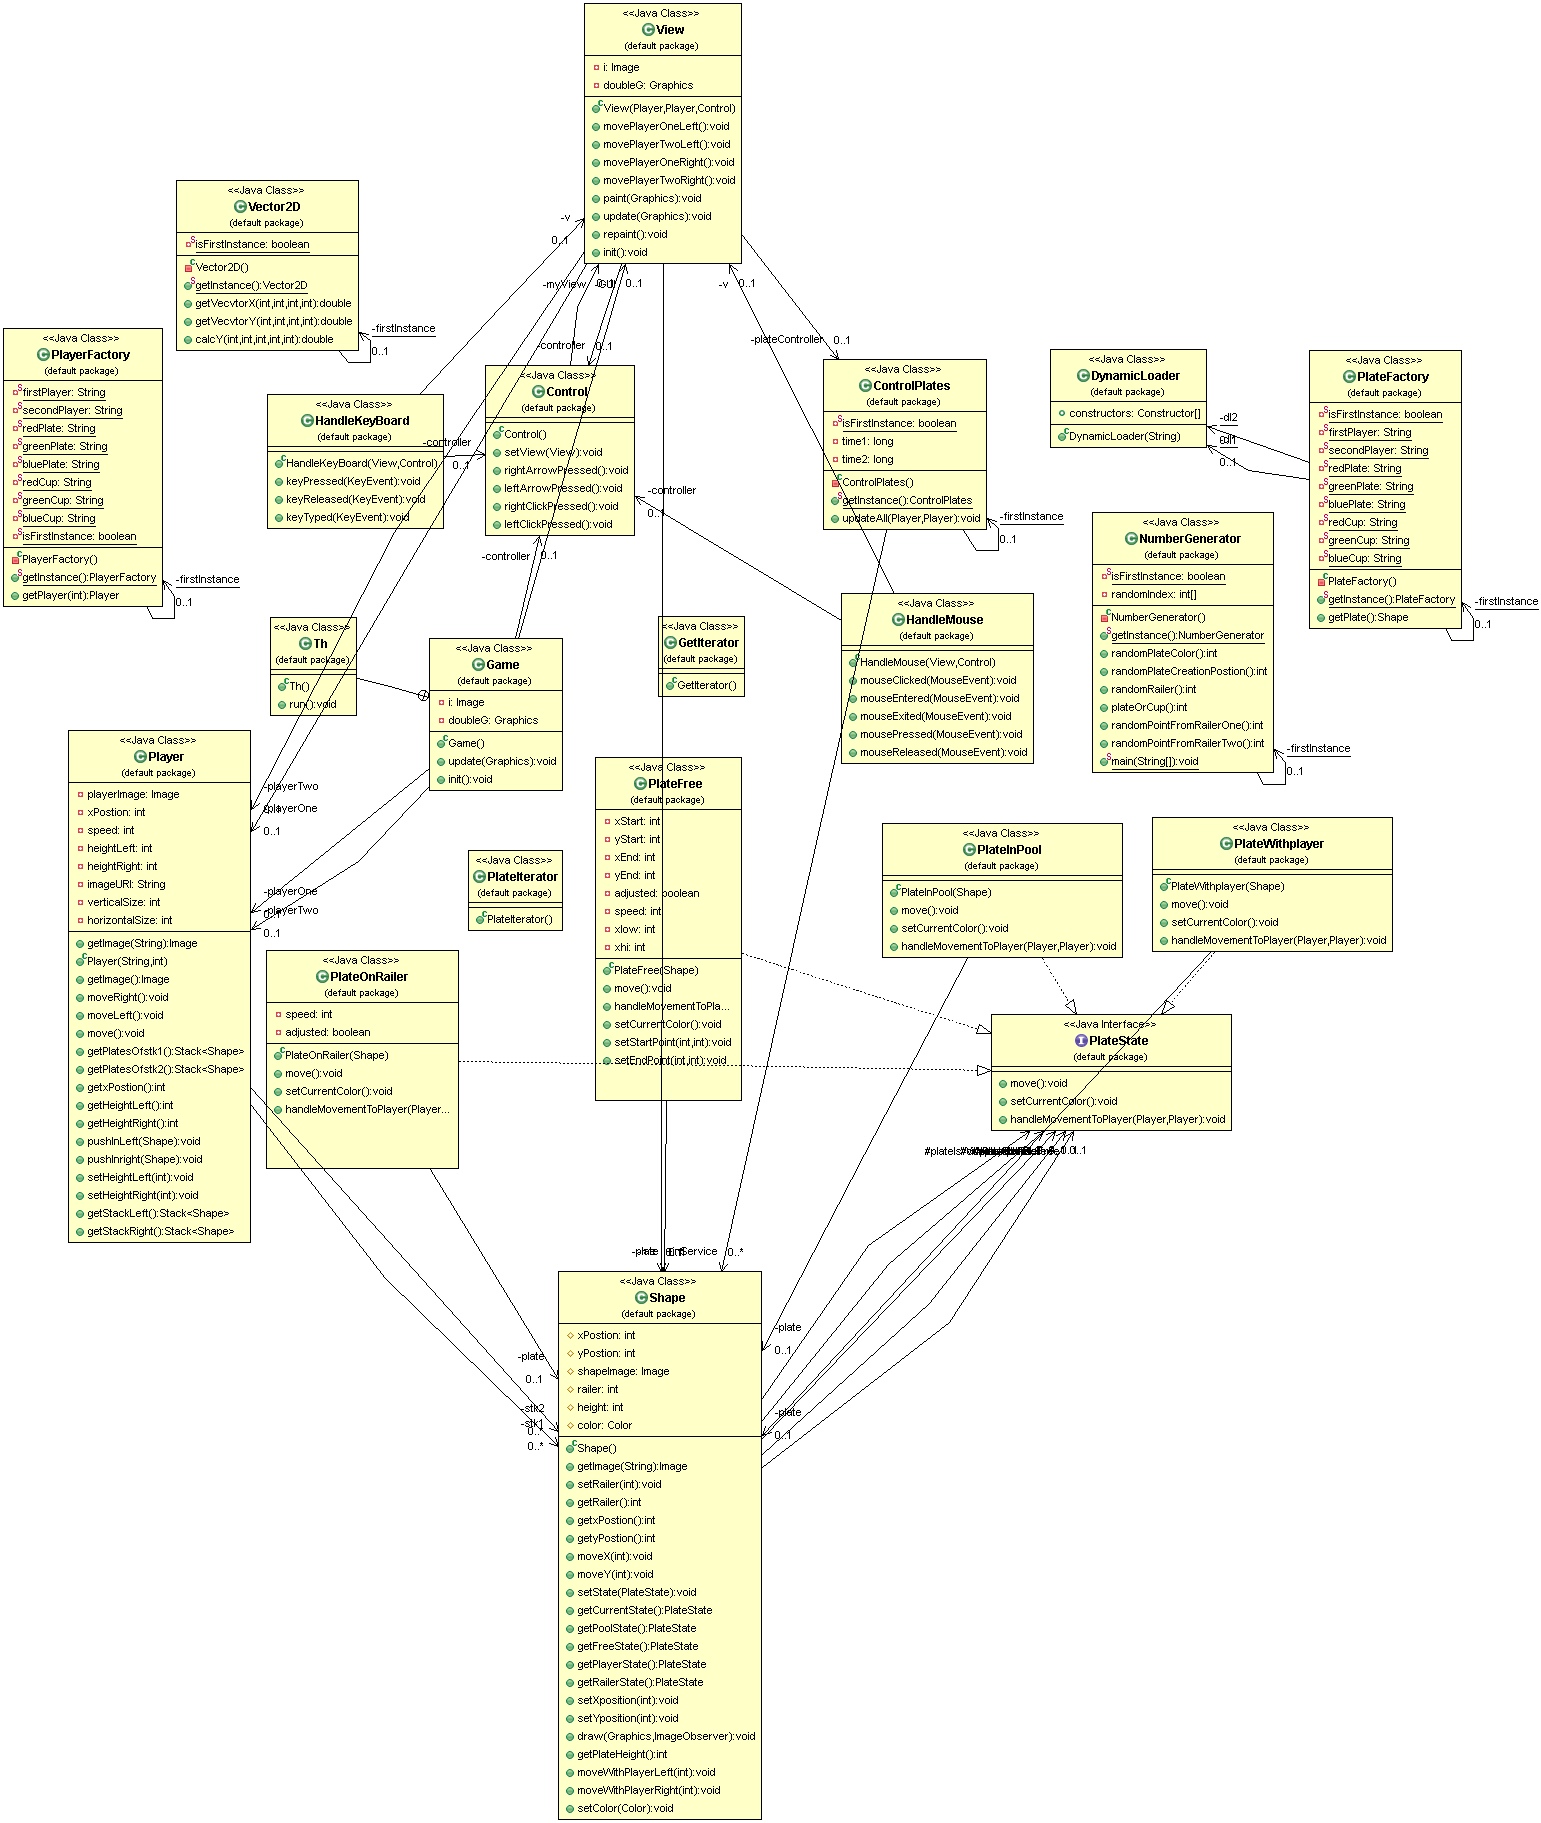 <<Java Class>>
View
(default package)
i: Image
doubleG: Graphics
View(Player,Player,Control)
movePlayerOneLeft():void
movePlayerTwoLeft():void
movePlayerOneRight():void
movePlayerTwoRight():void
paint(Graphics):void
update(Graphics):void
repaint():void
init():void
<<Java Class>>
Vector2D
(default package)
isFirstInstance: boolean
Vector2D()
getInstance():Vector2D
getVecvtorX(int,int,int,int):double
getVecvtorY(int,int,int,int):double
calcY(int,int,int,int,int):double
-firstInstance
0..1
-v
0..1
-myView
0..1
-v
0..1
-controller
0..1
-plateController
0..1
<<Java Class>>
PlayerFactory
(default package)
firstPlayer: String
secondPlayer: String
redPlate: String
greenPlate: String
bluePlate: String
redCup: String
greenCup: String
blueCup: String
isFirstInstance: boolean
PlayerFactory()
getInstance():PlayerFactory
getPlayer(int):Player
-firstInstance
0..1
<<Java Class>>
HandleKeyBoard
(default package)
HandleKeyBoard(View,Control)
keyPressed(KeyEvent):void
keyReleased(KeyEvent):void
keyTyped(KeyEvent):void
-controller
0..1
<<Java Class>>
Control
(default package)
Control()
setView(View):void
rightArrowPressed():void
leftArrowPressed():void
rightClickPressed():void
leftClickPressed():void
-controller
0..1
-controller
0..1
<<Java Class>>
ControlPlates
(default package)
isFirstInstance: boolean
time1: long
time2: long
ControlPlates()
getInstance():ControlPlates
updateAll(Player,Player):void
-firstInstance
0..1
<<Java Class>>
DynamicLoader
(default package)
constructors: Constructor[]
DynamicLoader(String)
-dl2
-dl1
0..1
<<Java Class>>
PlateFactory
(default package)
isFirstInstance: boolean
firstPlayer: String
secondPlayer: String
redPlate: String
greenPlate: String
bluePlate: String
redCup: String
greenCup: String
blueCup: String
PlateFactory()
getInstance():PlateFactory
getPlate():Shape
-firstInstance
0..1
<<Java Class>>
NumberGenerator
(default package)
isFirstInstance: boolean
randomIndex: int[]
NumberGenerator()
getInstance():NumberGenerator
randomPlateColor():int
randomPlateCreationPostion():int
randomRailer():int
plateOrCup():int
randomPointFromRailerOne():int
randomPointFromRailerTwo():int
main(String[]):void
-firstInstance
0..1
<<Java Class>>
HandleMouse
(default package)
HandleMouse(View,Control)
mouseClicked(MouseEvent):void
mouseEntered(MouseEvent):void
mouseExited(MouseEvent):void
mousePressed(MouseEvent):void
mouseReleased(MouseEvent):void
<<Java Class>>
Th
(default package)
Th()
run():void
<<Java Class>>
Game
(default package)
i: Image
doubleG: Graphics
Game()
update(Graphics):void
init():void
<<Java Class>>
GetIterator
(default package)
GetIterator()
<<Java Class>>
Player
(default package)
playerImage: Image
xPostion: int
speed: int
heightLeft: int
heightRight: int
imageURl: String
verticalSize: int
horizontalSize: int
getImage(String):Image
Player(String,int)
getImage():Image
moveRight():void
moveLeft():void
move():void
getPlatesOfstk1():Stack<Shape>
getPlatesOfstk2():Stack<Shape>
getxPostion():int
getHeightLeft():int
getHeightRight():int
pushInLeft(Shape):void
pushInright(Shape):void
setHeightLeft(int):void
setHeightRight(int):void
getStackLeft():Stack<Shape>
getStackRight():Stack<Shape>
-playerTwo
0..1
-playerOne
0..1
-playerOne
0..1
-playerTwo
0..1
<<Java Class>>
PlateIterator
(default package)
PlateIterator()
<<Java Class>>
PlateFree
(default package)
xStart: int
yStart: int
xEnd: int
yEnd: int
adjusted: boolean
speed: int
xlow: int
xhi: int
PlateFree(Shape)
move():void
handleMovementToPla...
setCurrentColor():void
setStartPoint(int,int):void
setEndPoint(int,int):void
<<Java Class>>
PlateInPool
(default package)
PlateInPool(Shape)
move():void
setCurrentColor():void
handleMovementToPlayer(Player,Player):void
<<Java Class>>
PlateWithplayer
(default package)
PlateWithplayer(Shape)
move():void
setCurrentColor():void
handleMovementToPlayer(Player,Player):void
<<Java Class>>
PlateOnRailer
(default package)
speed: int
adjusted: boolean
PlateOnRailer(Shape)
move():void
setCurrentColor():void
handleMovementToPlayer(Player...
<<Java Interface>>
PlateState
(default package)
move():void
setCurrentColor():void
handleMovementToPlayer(Player,Player):void
0..*
-plate
0..1
-plate
0..1
-plate
0..1
-stk2
-stk1
0..*
<<Java Class>>
Shape
(default package)
xPostion: int
yPostion: int
shapeImage: Image
railer: int
height: int
color: Color
Shape()
getImage(String):Image
setRailer(int):void
getRailer():int
getxPostion():int
getyPostion():int
moveX(int):void
moveY(int):void
setState(PlateState):void
getCurrentState():PlateState
getPoolState():PlateState
getFreeState():PlateState
getPlayerState():PlateState
getRailerState():PlateState
setXposition(int):void
setYposition(int):void
draw(Graphics,ImageObserver):void
getPlateHeight():int
moveWithPlayerLeft(int):void
moveWithPlayerRight(int):void
setColor(Color):void